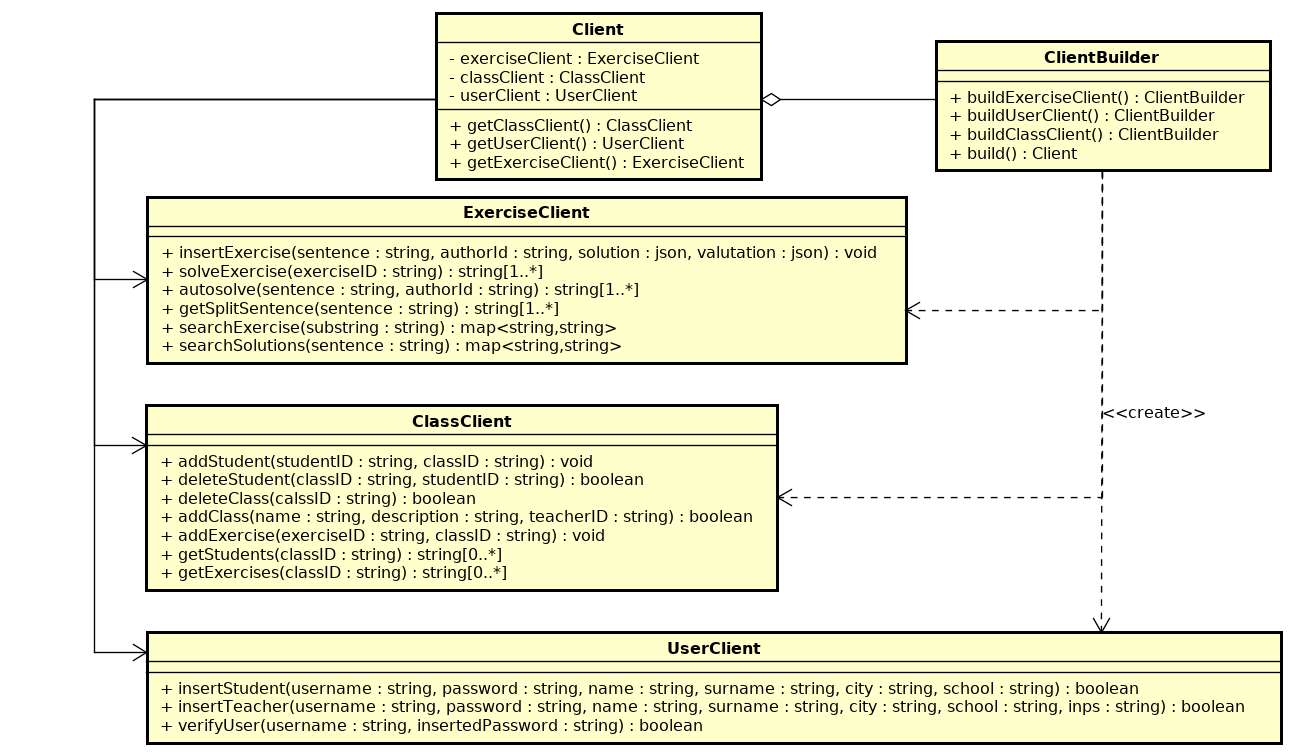 Client
- exerciseClient : ExerciseClient
- classClient : ClassClient
- userClient : UserClient
+ getClassClient() : ClassClient
+ getUserClient() : UserClient
+ getExerciseClient() : ExerciseClient
ClientBuilder
+ buildExerciseClient() : ClientBuilder
+ buildUserClient() : ClientBuilder
+ buildClassClient() : ClientBuilder
+ build() : Client
ExerciseClient
+ insertExercise(sentence : string, authorId : string, solution : json, valutation : json) : void
+ solveExercise(exerciseID : string) : string[1..*]
+ autosolve(sentence : string, authorId : string) : string[1..*]
+ getSplitSentence(sentence : string) : string[1..*]
+ searchExercise(substring : string) : map<string,string>
+ searchSolutions(sentence : string) : map<string,string>
<<create>>
ClassClient
+ addStudent(studentID : string, classID : string) : void
+ deleteStudent(classID : string, studentID : string) : boolean
+ deleteClass(calssID : string) : boolean
+ addClass(name : string, description : string, teacherID : string) : boolean
+ addExercise(exerciseID : string, classID : string) : void
+ getStudents(classID : string) : string[0..*]
+ getExercises(classID : string) : string[0..*]
UserClient
+ insertStudent(username : string, password : string, name : string, surname : string, city : string, school : string) : boolean
+ insertTeacher(username : string, password : string, name : string, surname : string, city : string, school : string, inps : string) : boolean
+ verifyUser(username : string, insertedPassword : string) : boolean